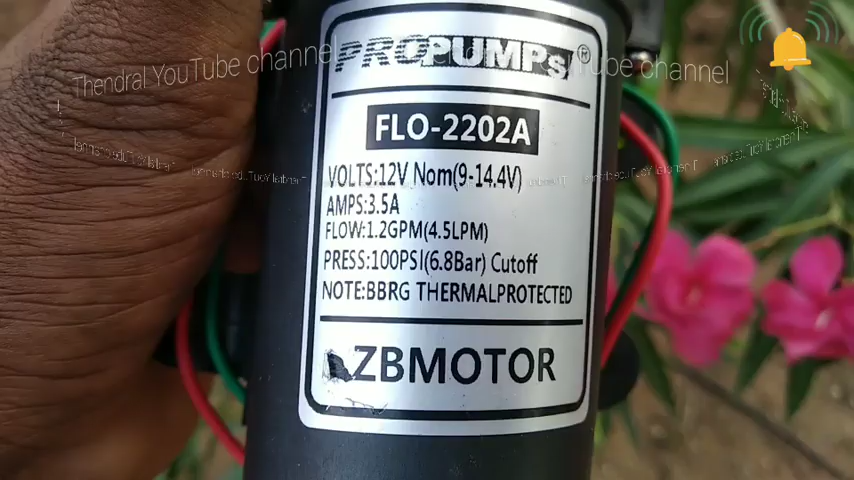 PROPUMPs®
Thendral YouTube channel
YouTube channel
FLO-2202A
VOLTS:12V Nom(9-14.4V)
AMPS:3.5A
FLOW:1.2GPM(4.5LPM)
PRESS:100PSI(6.8Bar) Cutoff
NOTE:BBRG THERMALPROTECTED
ZBMOTOR